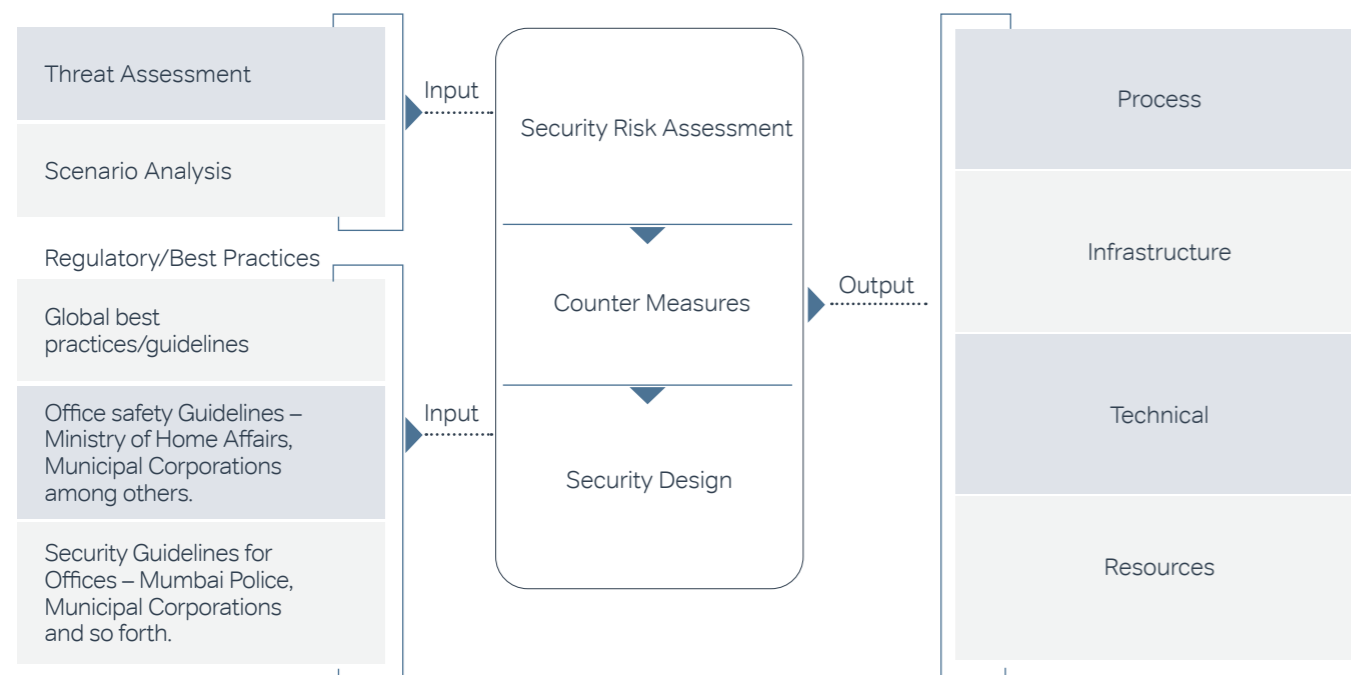 Threat Assessment
Scenario Analysis
Regulatory/Best Practices
Global best
practices/guidelines
Office safety Guidelines –
Ministry of Home Affairs,
Municipal Corporations
among others.
Security Guidelines for
Offices – Mumbai Police,
Municipal Corporations
and so forth.
Input
Input
Security Risk Assessment
Counter Measures
Security Design
Output
Process
Infrastructure
Technical
Resources